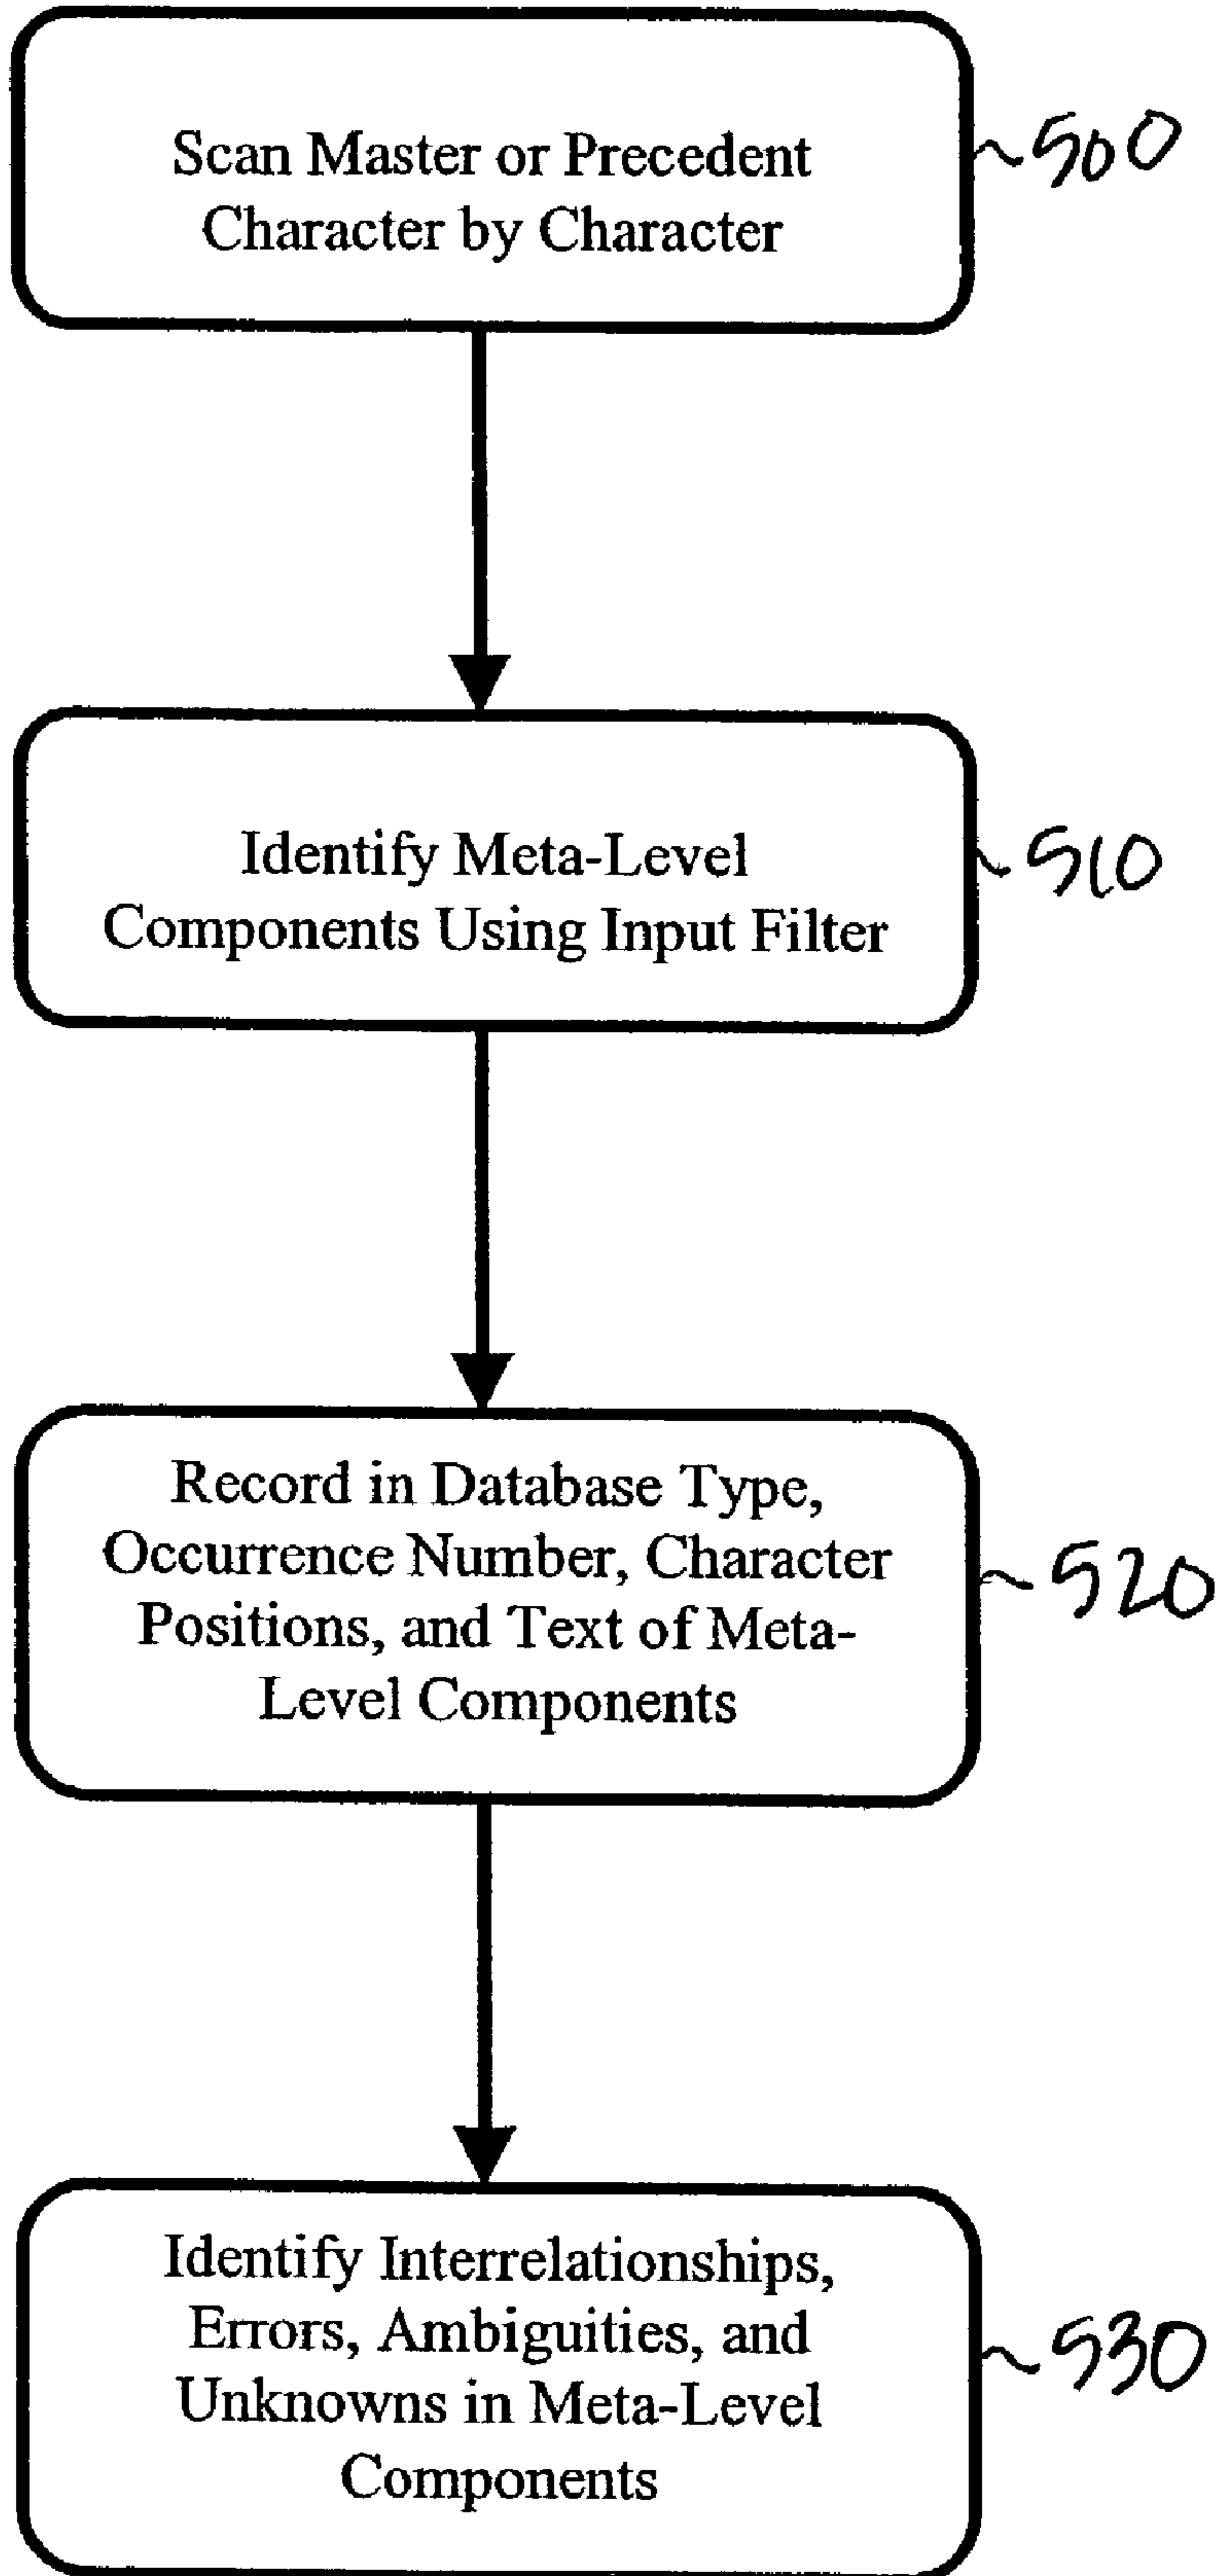 Scan Master or Precedent
Character by Character
500
Identify Meta-Level
Components Using Input Filter
510
Record in Database Type,
Occurrence Number, Character
Positions, and Text of Meta-
Level Components
520
Identify Interrelationships,
Errors, Ambiguities, and
Unknowns in Meta-Level
Components
530